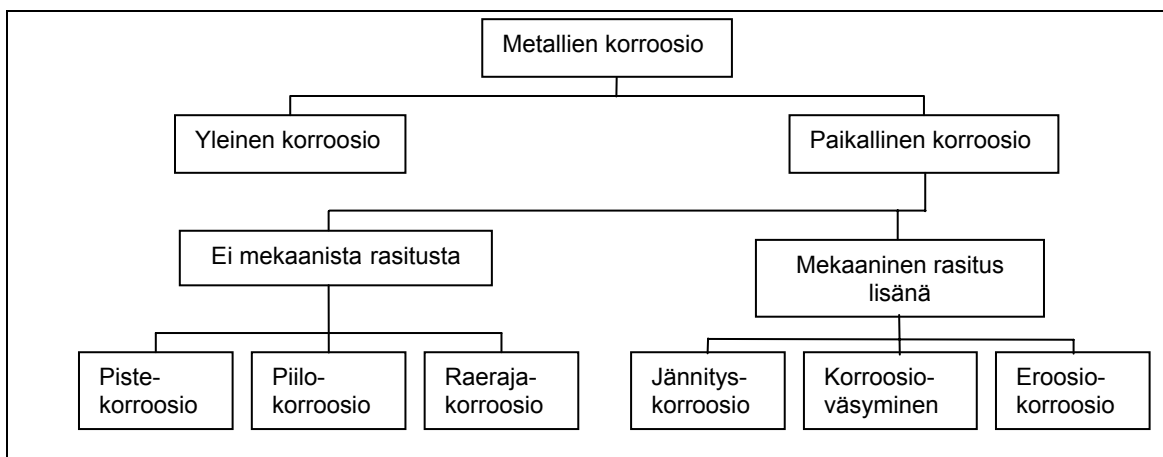 Metallien korroosio
Yleinen korroosio
Paikallinen korroosio
Ei mekaanista rasitusta
Mekaaninen rasitus
lisänä
Piste-
korroosio
Piilo-
korroosio
Raeraja-
korroosio
Jännitys-
korroosio
Korroosio-
väsyminen
Eroosio-
korroosio